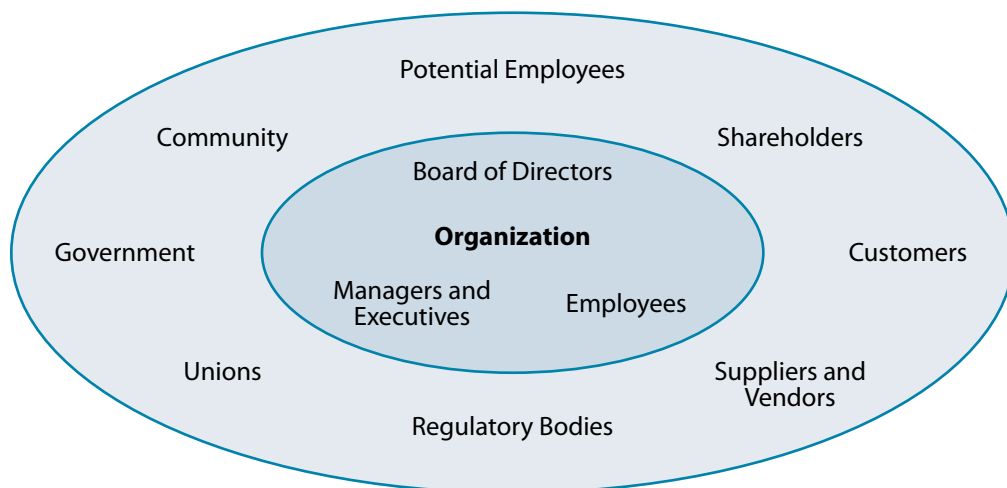 Potential Employees
Community
Shareholders
Board of Directors
Organization
Government
Customers
Managers and
Executives
Employees
Unions
Suppliers and
Vendors
Regulatory Bodies